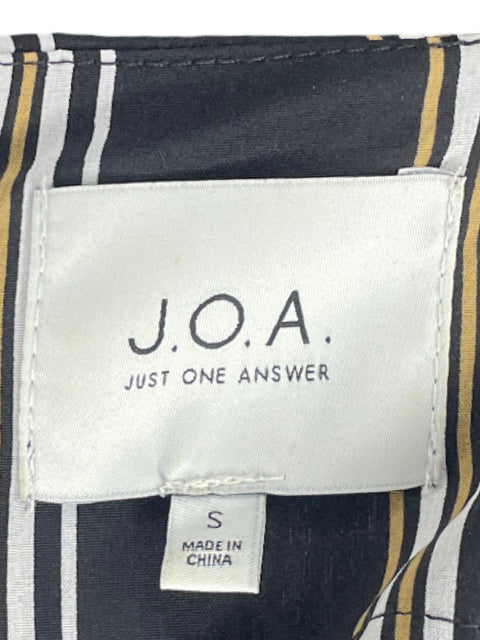 J.O.A.
JUST ONE ANSWER
S
MADE IN
CHINA